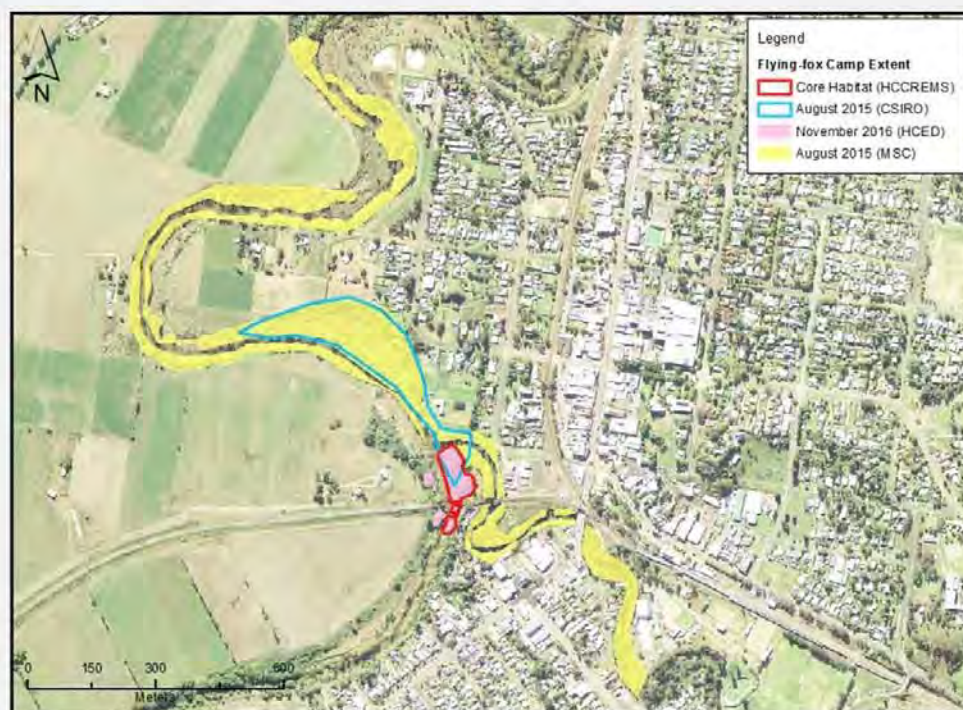 N
Legend
Flying-fox Camp Extent
Core Habitat (HCCREMS)
August 2015 (CSIRO)
November 2016 (HCED)
August 2015 (MSC)
0 150 300 600
Meters